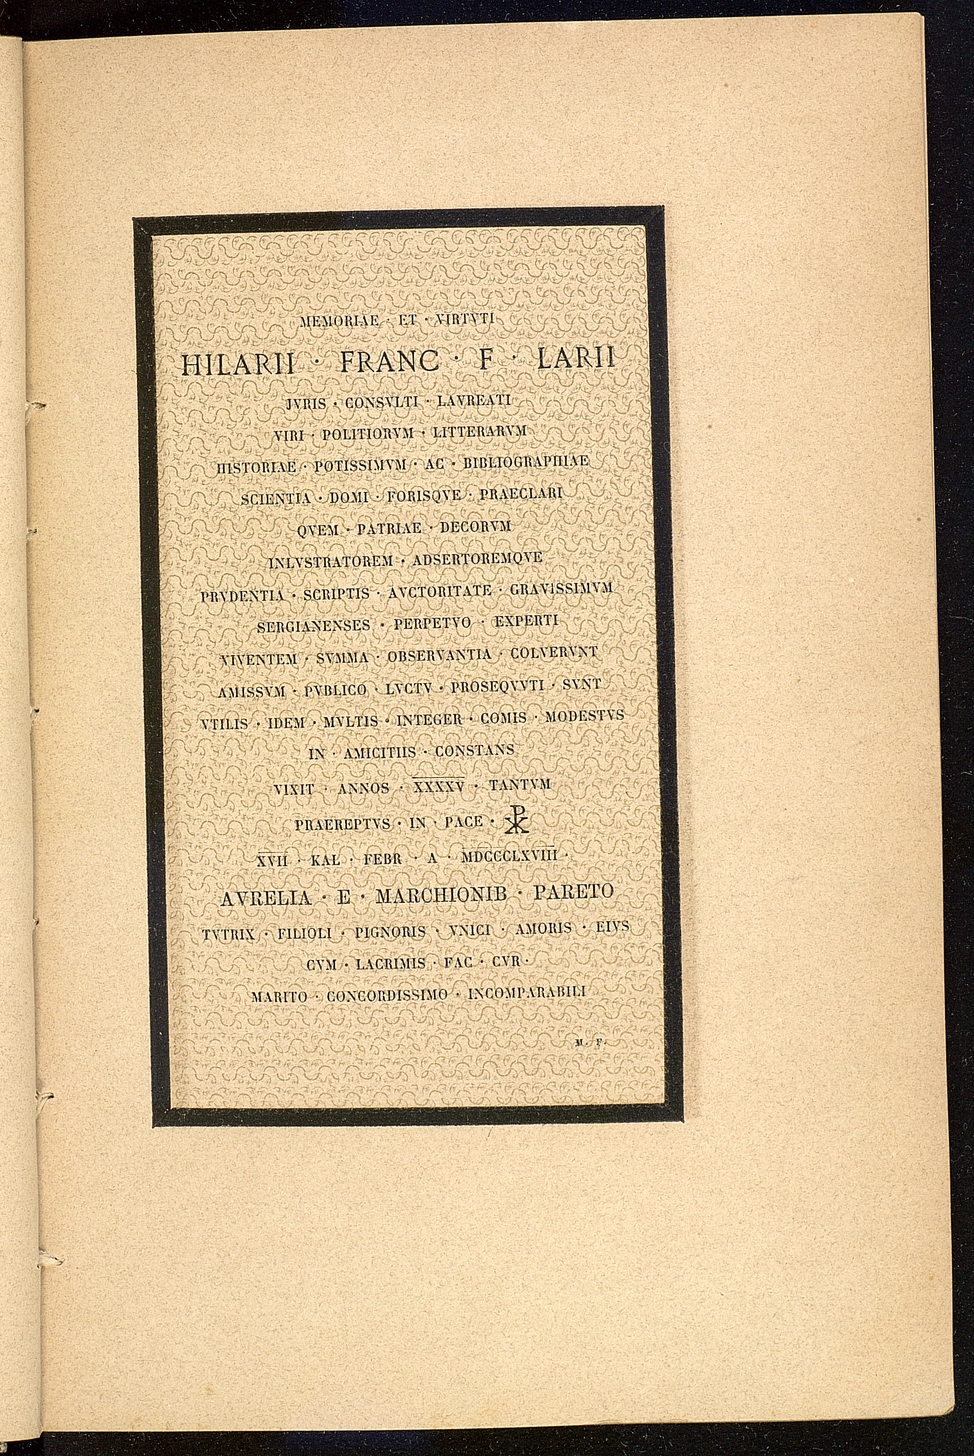 MEMORIAE · ET · VIRTVTI
HILARII · FRANC · F · LARII
JVRIS · CONSVLTI · LAVREATI
VIRI · POLITIORVM · LITTERARVM
HISTORIAE · POTISSIMVM · AC · BIBLIOGRAPHIAE
SCIENTIA · DOMI · FORISQVE · PRAECLARI
QVEM · PATRIAE · DECORVM
INLVSTRATOREM · ADSERTOREMQVE
PRVDENTIA · SCRIPTIS · AVCTORITATE · GRAVISSIMVM
SERGIANENSES · PERPETVO · EXPERTI
VIVENTEM · SVMMA · OBSERVANTIA · COLVERVNT
AMISSVM · PVBLICO · LVCTV · PROSEQVVTI · SVNT
VTILIS · IDEM · MVLTIS · INTEGER · COMIS · MODESTVS
IN · AMICITIIS · CONSTANS
VIXIT · ANNOS · XXXXV · TANTVM
PRAEREPTVS · IN · PACE · ☧
XVII · KAL · FEBR · A · MDCCCLXVIII ·
AVRELIA · E · MARCHIONIB · PARETO
TVTRIX · FILIOLI · PIGNORIS · VNICI · AMORIS · EIVS
CVM · LACRIMIS · FAC · CVR ·
MARITO · CONCORDISSIMO · INCOMPARABILI
M. F.